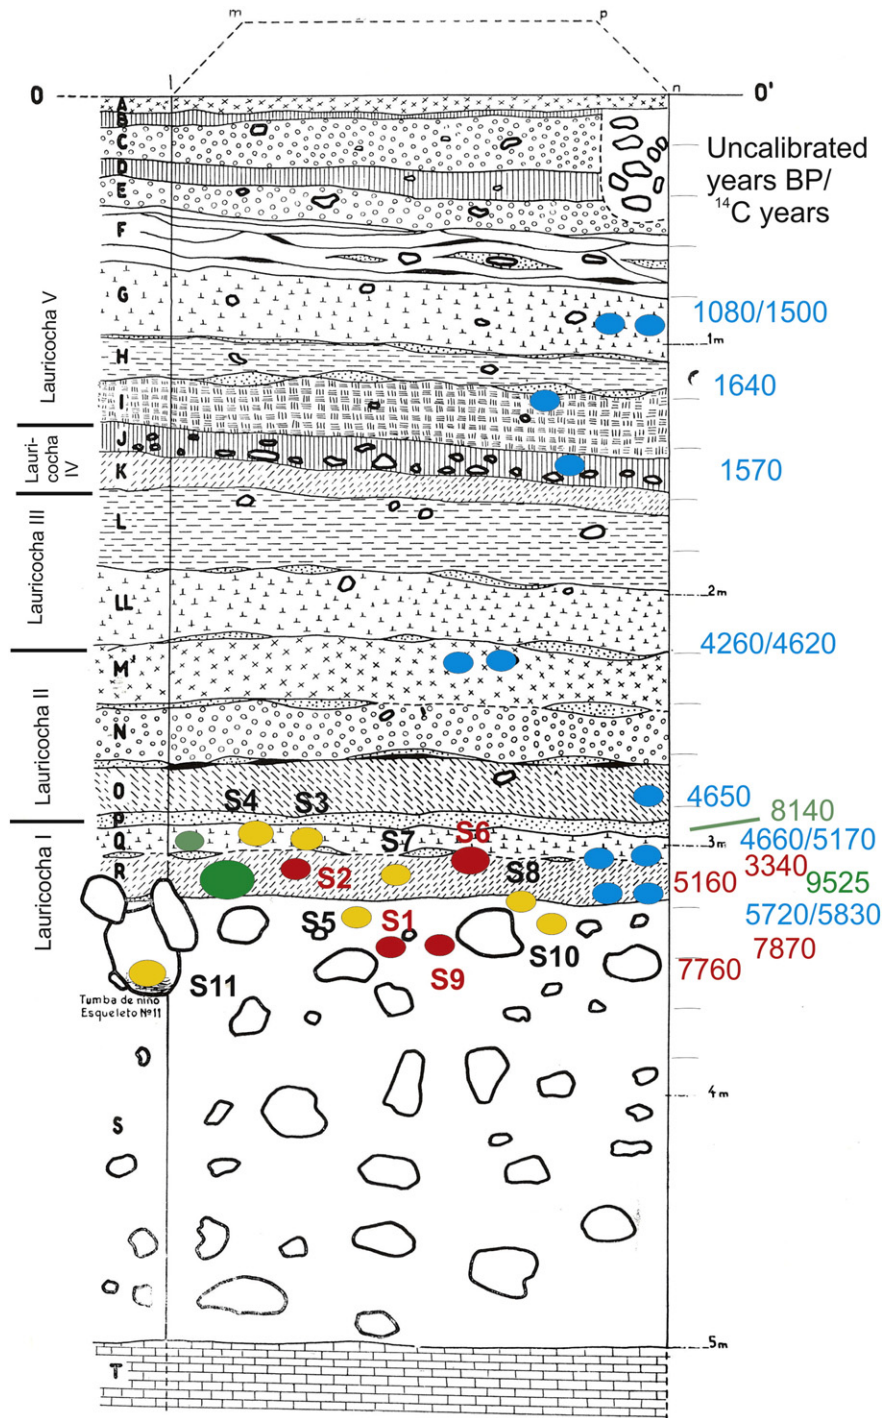 m p
O l n O'
A
B
C
D
E
F
G
H
I
J
K
L
LL
M'
N
O
P
Q
R
S
T
Lauricocha V
Lauri-
cocha
IV
Lauricocha III
Lauricocha II
Lauricocha I
Uncalibrated
years BP/
14C years
1080/1500
1m
1640
1570
2m
4260/4620
4650
8140
3m
4660/5170
3340
5160
9525
5720/5830
7870
7760
4m
5m
S4
S3
S7
S6
S2
S8
S5
S1
S10
S9
S11
Tumba de niño
Esqueleto Nº11